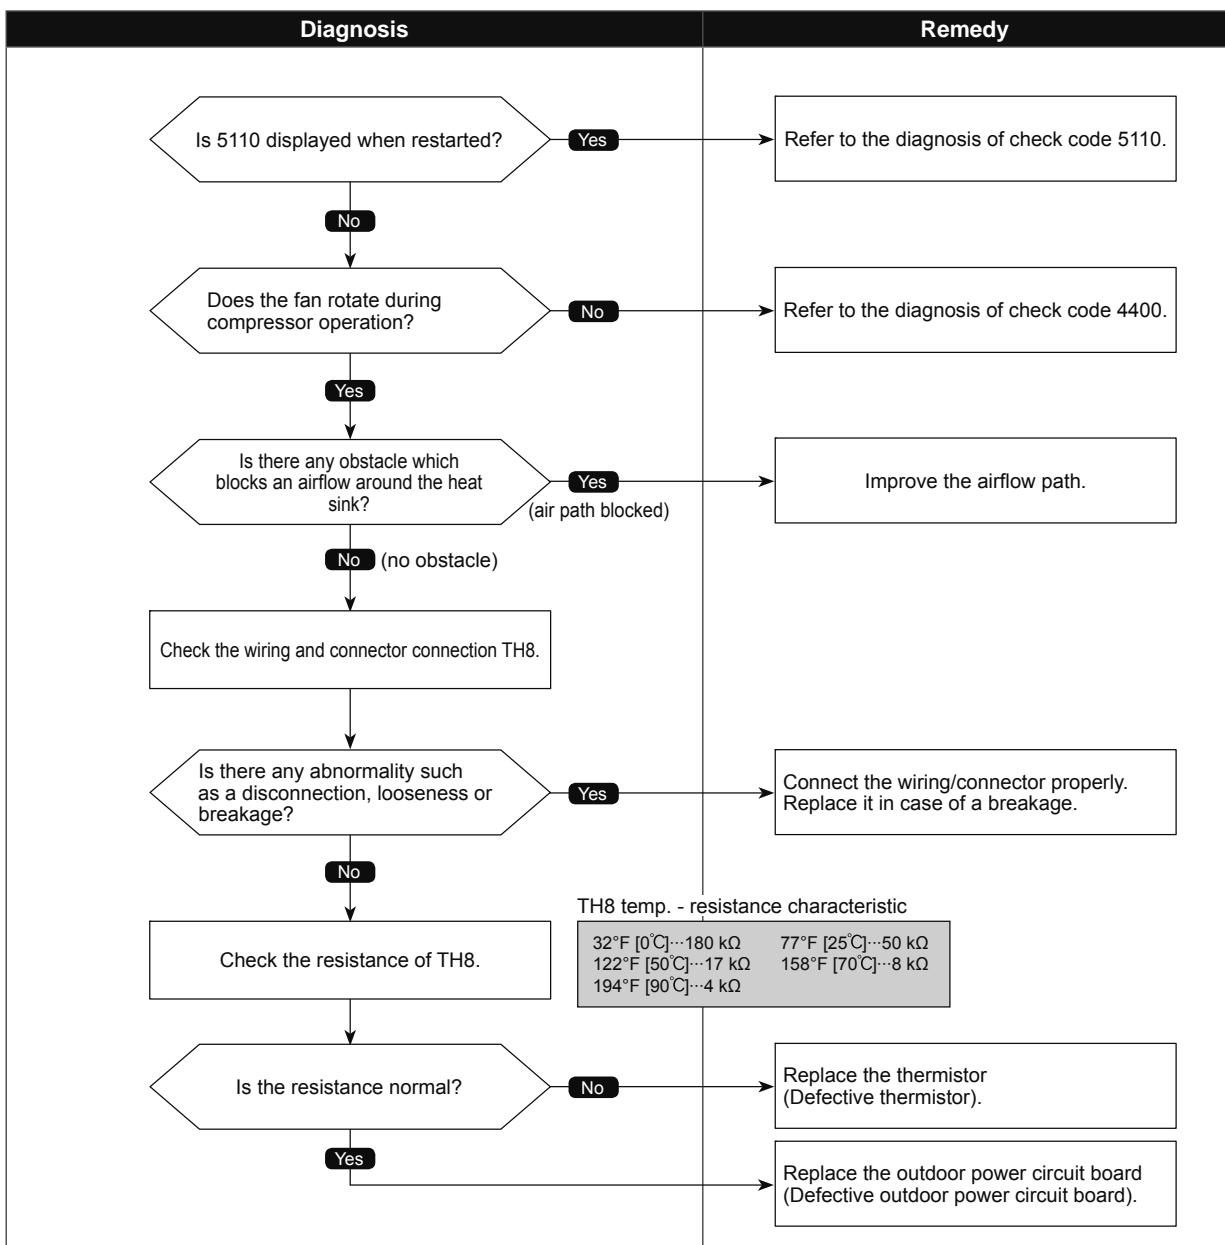 Diagnosis
Remedy
Is 5110 displayed when restarted?
Yes
Refer to the diagnosis of check code 5110.
No
Does the fan rotate during
compressor operation?
No
Refer to the diagnosis of check code 4400.
Yes
Is there any obstacle which
blocks an airflow around the heat
sink?
Yes
(air path blocked)
Improve the airflow path.
No (no obstacle)
Check the wiring and connector connection TH8.
Is there any abnormality such
as a disconnection, looseness or
breakage?
Yes
Connect the wiring/connector properly.
Replace it in case of a breakage.
No
TH8 temp. - resistance characteristic
32°F [0℃]···180 kΩ 77°F [25℃]···50 kΩ
122°F [50℃]···17 kΩ 158°F [70℃]···8 kΩ
194°F [90℃]···4 kΩ
Check the resistance of TH8.
Is the resistance normal?
No
Replace the thermistor
(Defective thermistor).
Yes
Replace the outdoor power circuit board
(Defective outdoor power circuit board).